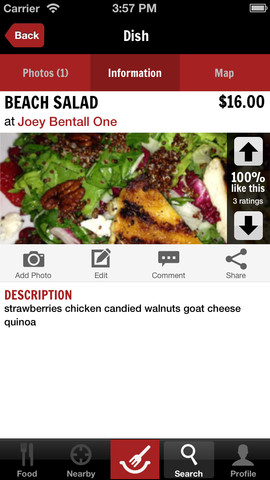 Carrier 3:57 PM
Back Dish
Photos (1) Information Map
BEACH SALAD $16.00
at Joey Bentall One
100%
like this
3 ratings
Add Photo Edit Comment Share
DESCRIPTION
strawberries chicken candied walnuts goat cheese
quinoa
Food Nearby Search Profile